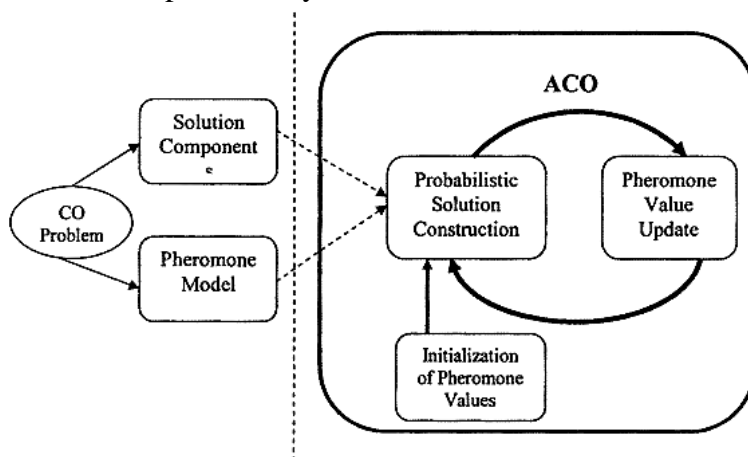 ACO
Solution
Component
e
CO
Problem
Pheromone
Model
Probabilistic
Solution
Construction
Pheromone
Value
Update
Initialization
of Pheromone
Values